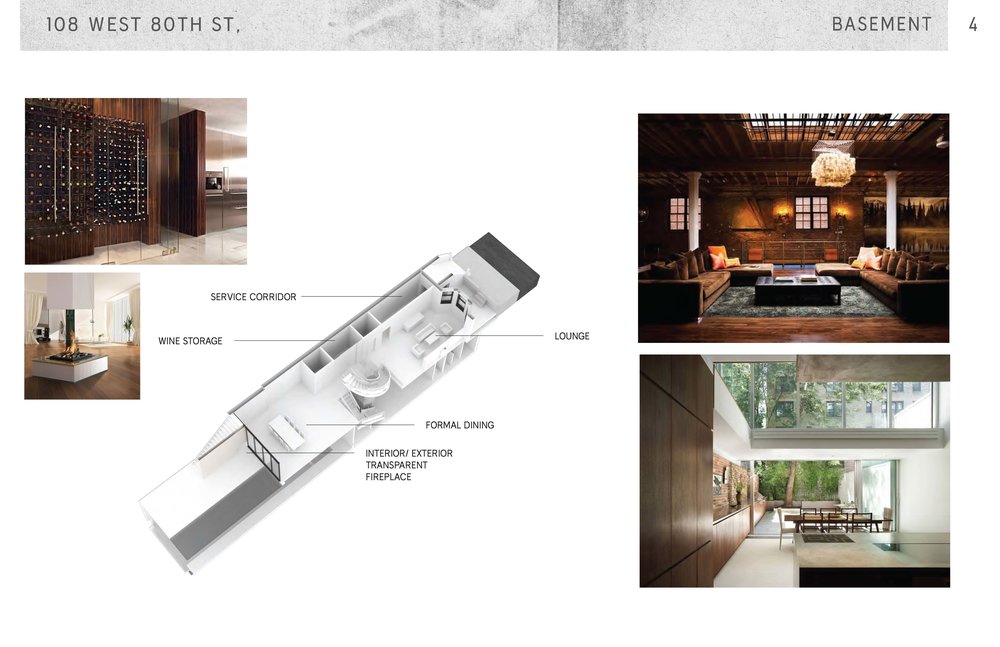 108 WEST 80TH ST,
BASEMENT
4
SERVICE CORRIDOR
WINE STORAGE
LOUNGE
FORMAL DINING
INTERIOR/ EXTERIOR
TRANSPARENT
FIREPLACE